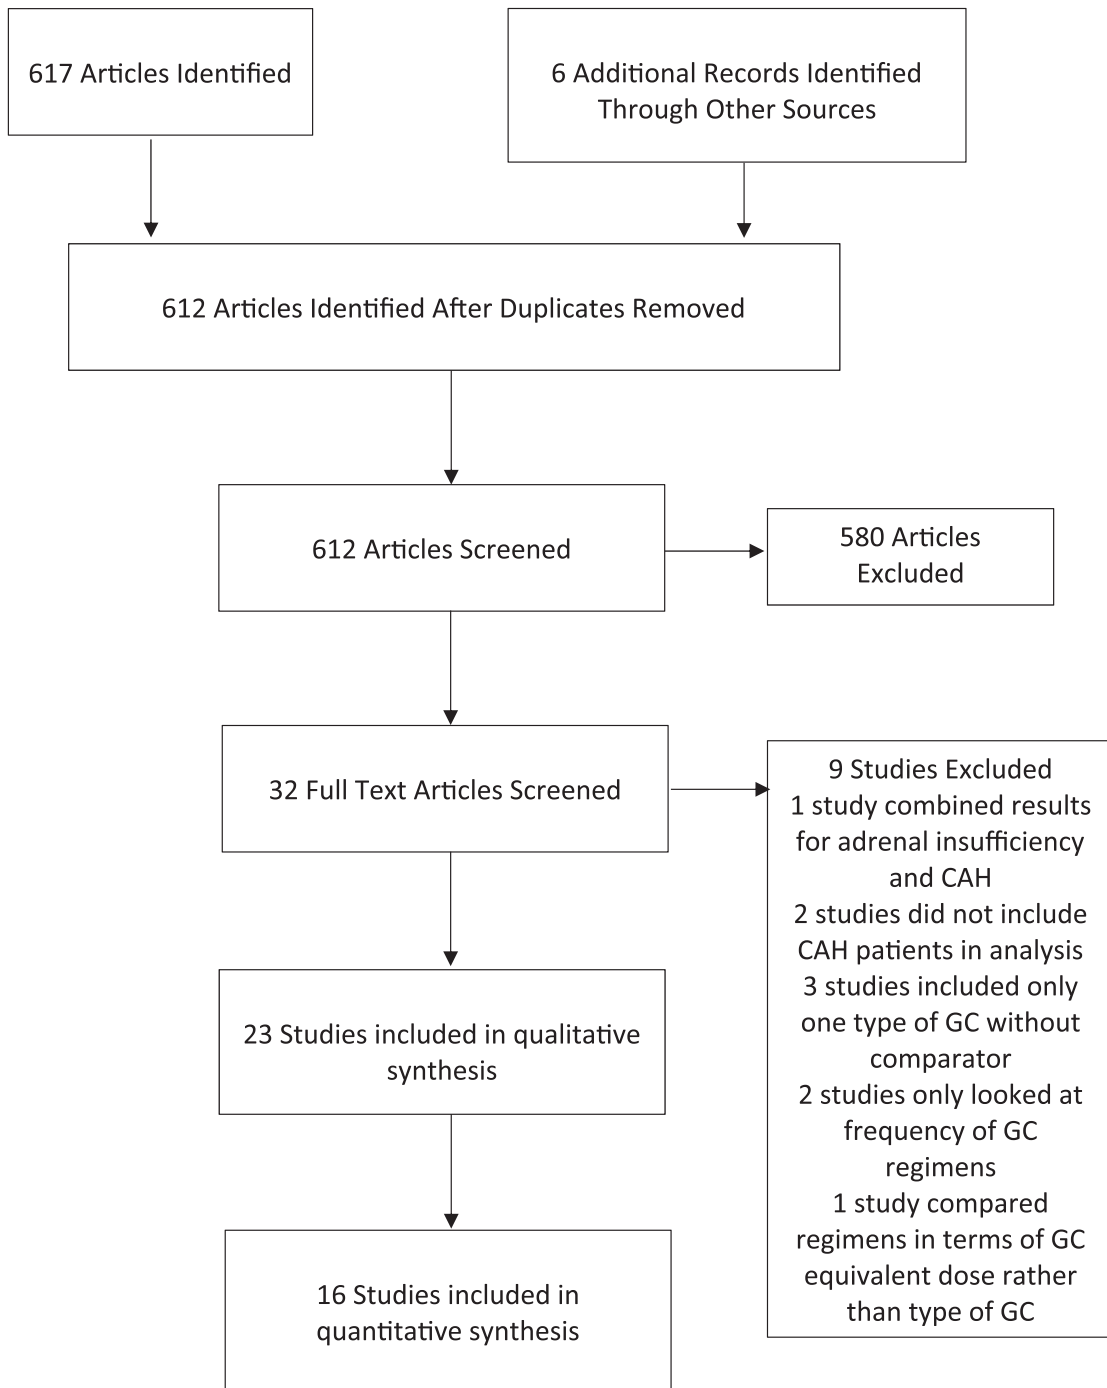 617 Articles Identified
6 Additional Records Identified
Through Other Sources
612 Articles Identified After Duplicates Removed
612 Articles Screened
580 Articles
Excluded
32 Full Text Articles Screened
9 Studies Excluded
1 study combined results
for adrenal insufficiency
and CAH
2 studies did not include
CAH patients in analysis
3 studies included only
one type of GC without
comparator
2 studies only looked at
frequency of GC
regimens
1 study compared
regimens in terms of GC
equivalent dose rather
than type of GC
23 Studies included in qualitative
synthesis
16 Studies included in
quantitative synthesis